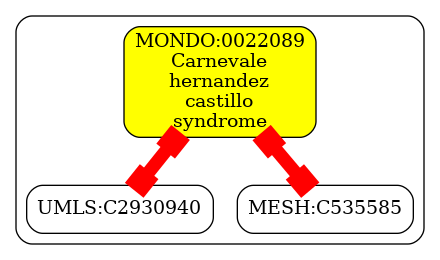 MONDO:0022089
Carnevale
hernandez
castillo
syndrome
UMLS:C2930940
MESH:C535585